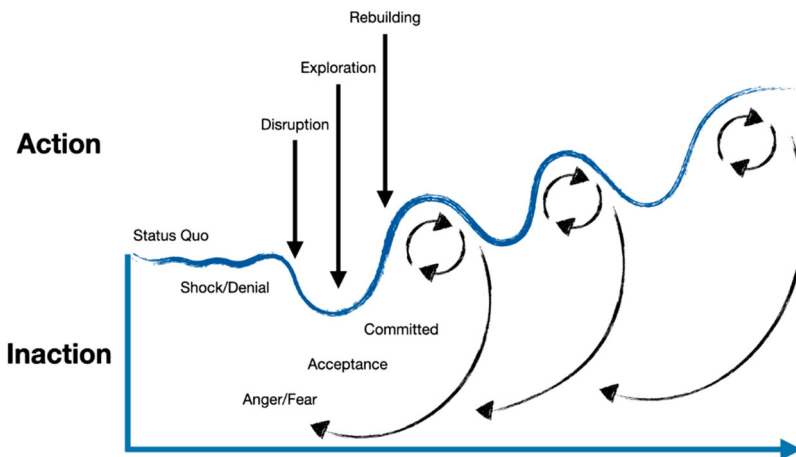 Rebuilding
Exploration
Disruption
Action
Status Quo
Shock/Denial
Committed
Inaction
Acceptance
Anger/Fear